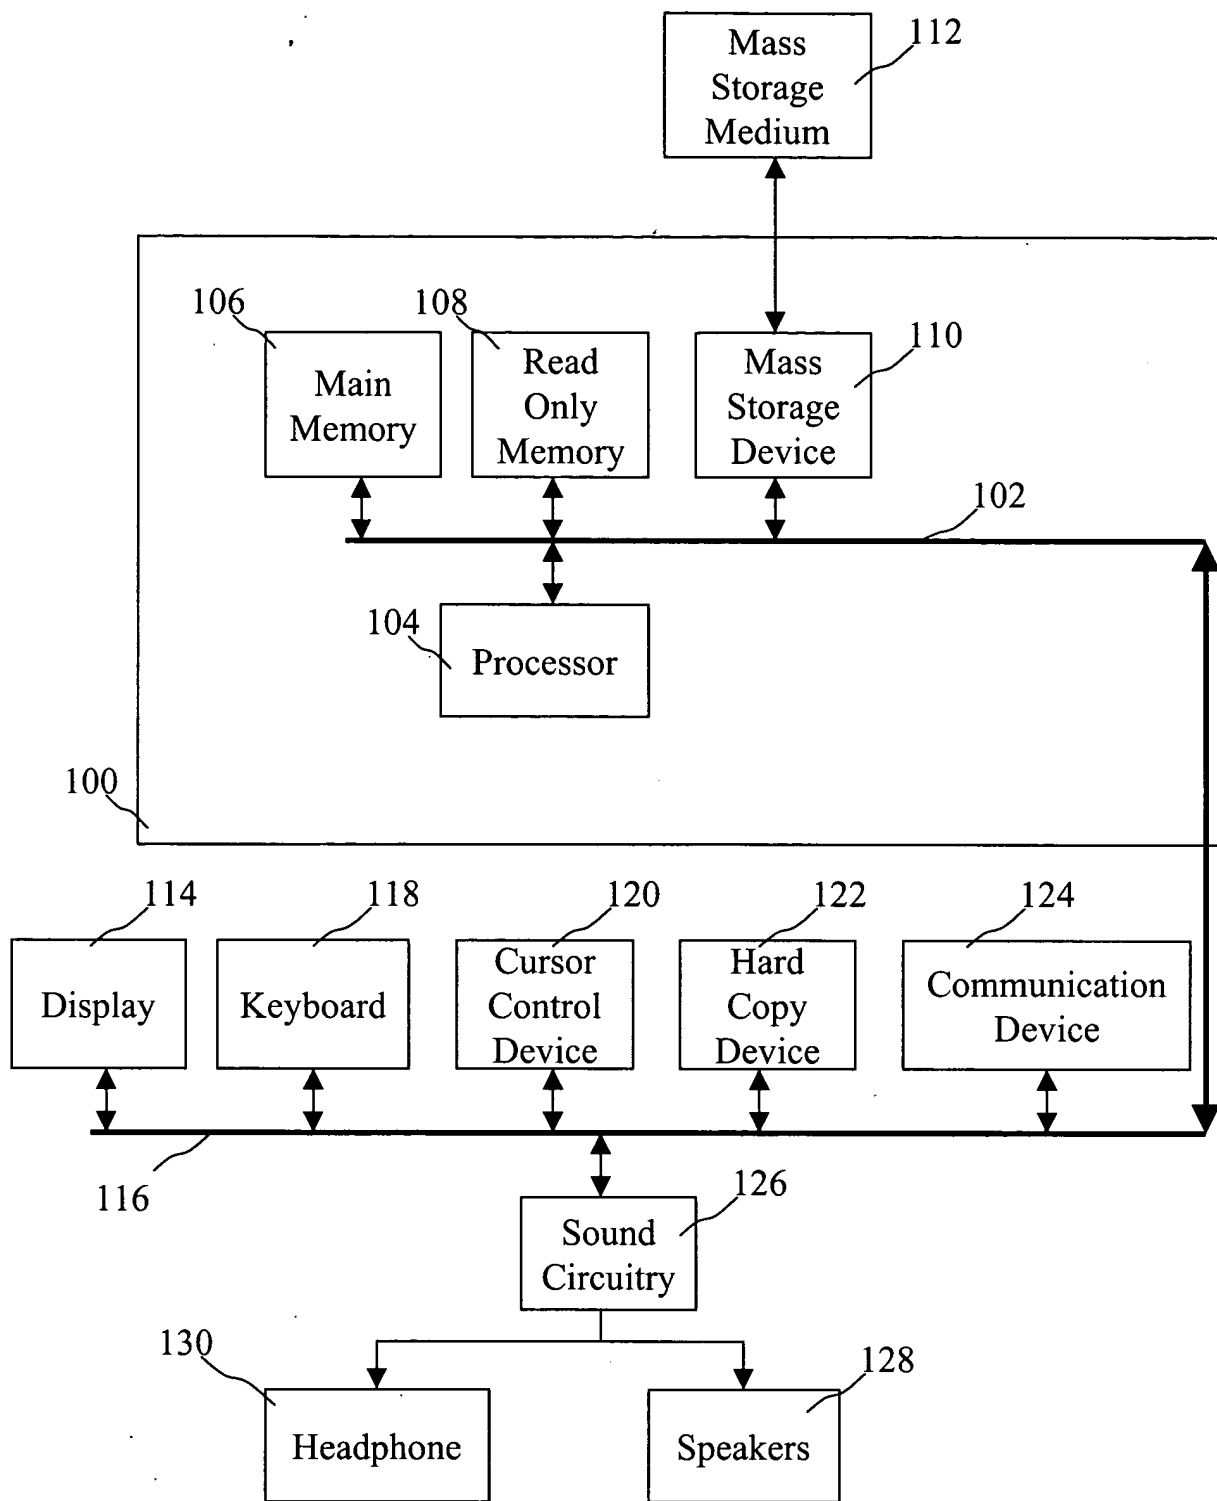 112
Mass
Storage
Medium
106
108
110
Main
Memory
Read
Only
Memory
Mass
Storage
Device
102
104
Processor
100
114
118
120
122
124
Display
Keyboard
Cursor
Control
Device
Hard
Copy
Device
Communication
Device
116
126
Sound
Circuitry
130
128
Headphone
Speakers